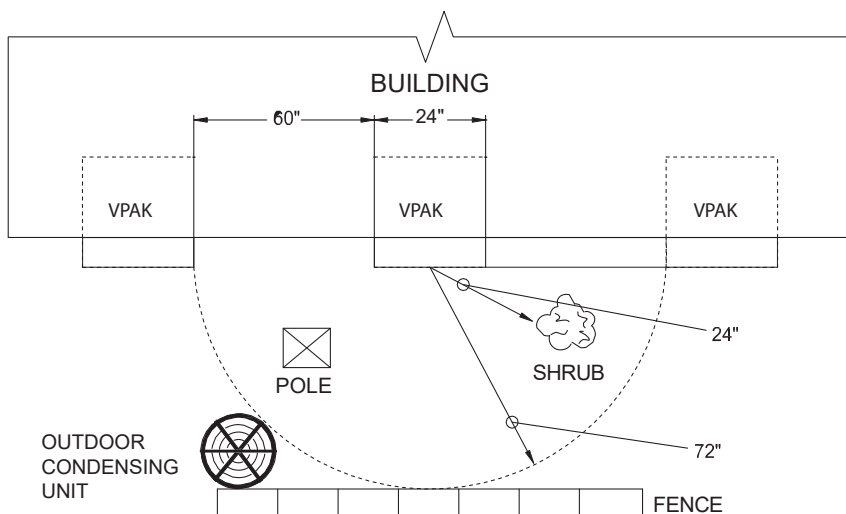 BUILDING
60"
24"
VPAK
VPAK
VPAK
24"
POLE
SHRUB
OUTDOOR
CONDENSING
UNIT
72"
FENCE